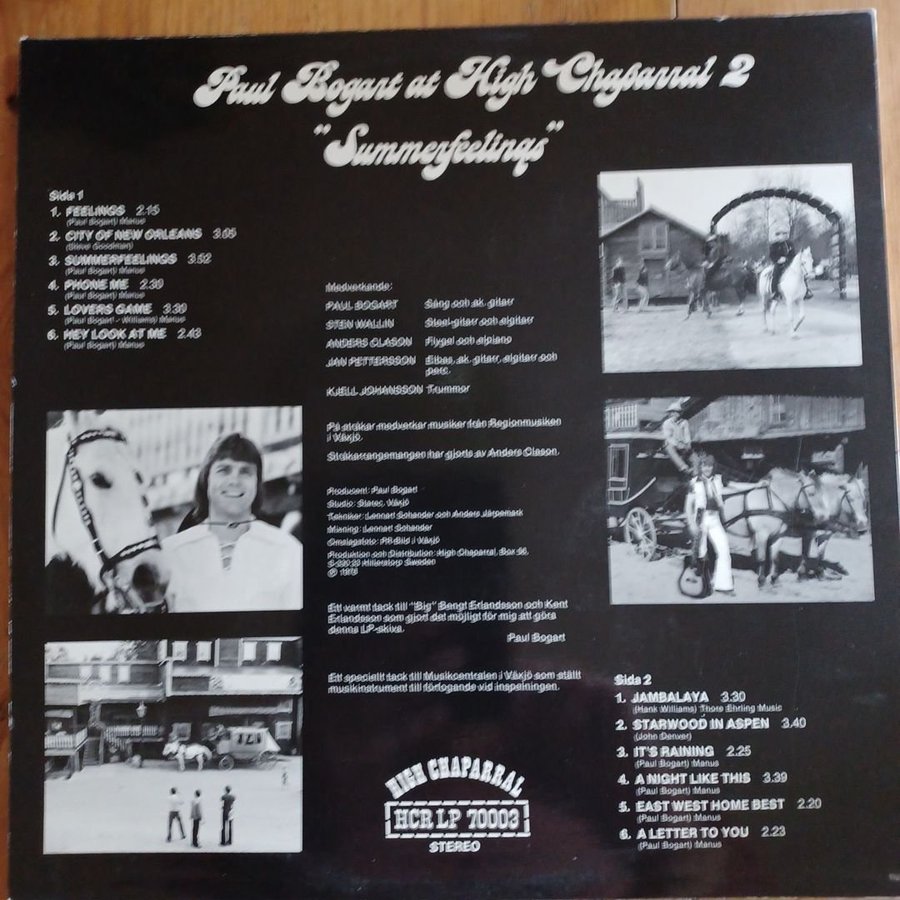 Paul Bogart at High Chaparral 2
"Summerfeelings"
Side 1
1. FEELINGS 2.15
(Paul Bogart) Manus
2. CITY OF NEW ORLEANS 3.05
(Steve Goodman)
3. SUMMERFEELINGS 3.52
(Paul Bogart) Manus
4. PHONE ME 2.30
(Paul Bogart) Manus
5. LOVERS GAME 3.30
(Paul Bogart - Williams) Manus
6. HEY LOOK AT ME 2.43
(Paul Bogart) Manus
Medverkande:
PAUL BOGART Sång och ak. gitarr
STEN WALLIN Steel-gitarr och elgitarr
ANDERS CLASON Flygel och elpiano
JAN PETTERSSON Elbas, ak. gitarr, elgitarr och
perc.
KJELL JOHANSSON Trummor
På stråkar medverkar musiker från Regionmusiken
i Växjö.
Stråkarrangemangen har gjorts av Anders Clason.
Producent: Paul Bogart
Studio: Starec, Växjö
Tekniker: Lennart Sohander och Anders Järpemark
Mixning: Lennart Sohander
Omslagsfoto: PR-Bild i Växjö
Produktion och Distribution: High Chaparral, Box 56,
S-330 20 Hillerstorp Sweden
Ett varmt tack till "Big" Bengt Erlandsson och Kent
Erlandsson som gjort det möjligt för mig att göra
denna LP-skiva.
Paul Bogart
Ett speciellt tack till Musikcentralen i Växjö som ställt
musikinstrument till förfogande vid inspelningen.
HIGH CHAPARRAL
HCR LP 70003
STEREO
Side 2
1. JAMBALAYA 3.30
(Hank Williams) Thore Ehrling Music
2. STARWOOD IN ASPEN 3.40
(John Denver)
3. IT'S RAINING 2.25
(Paul Bogart) Manus
4. A NIGHT LIKE THIS 3.39
(Paul Bogart) Manus
5. EAST WEST HOME BEST 2.20
(Paul Bogart) Manus
6. A LETTER TO YOU 2.23
(Paul Bogart) Manus